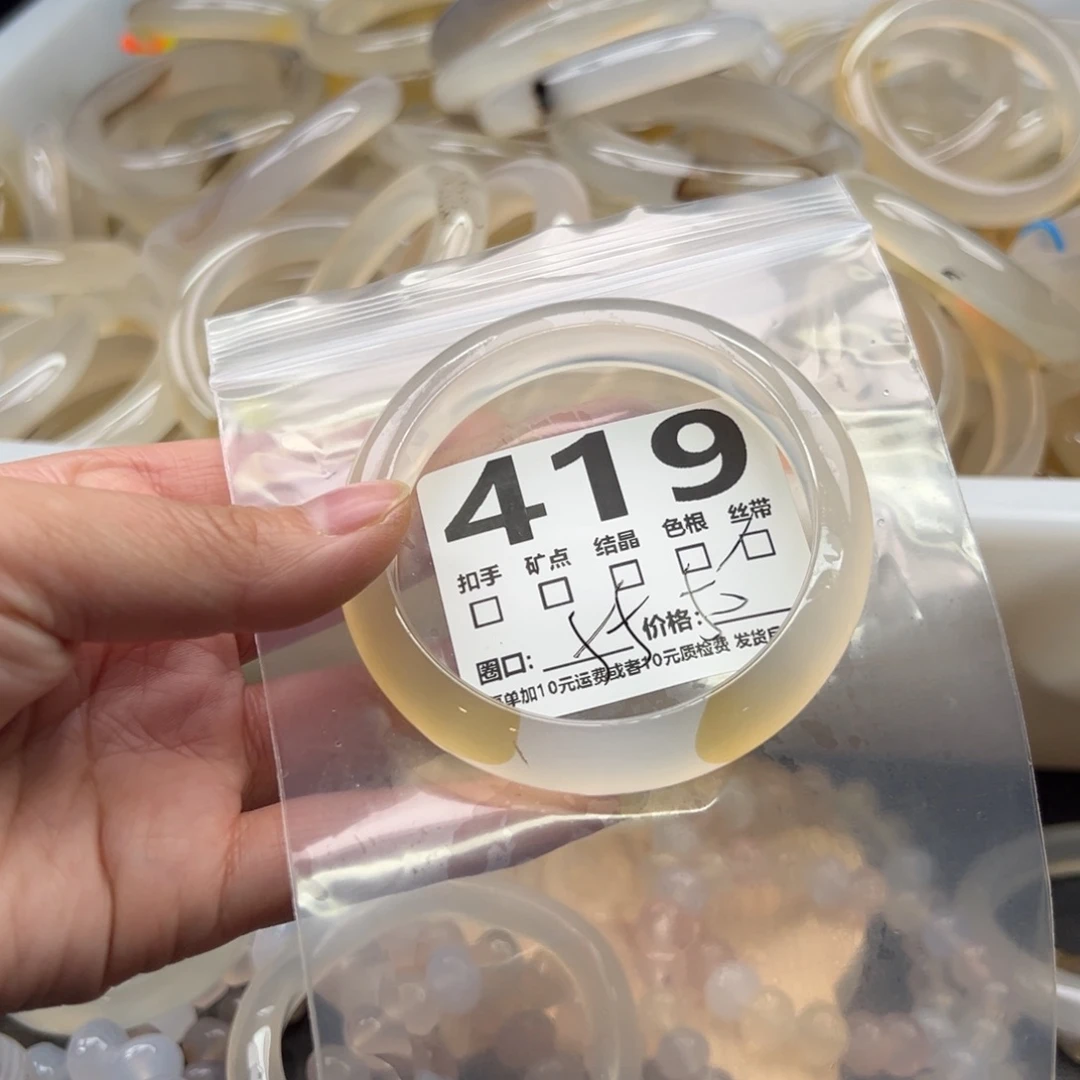 419
扣手 矿点 结晶 色根 丝带
圈口: 价格:
单加10元运费或者10元质检费 发货